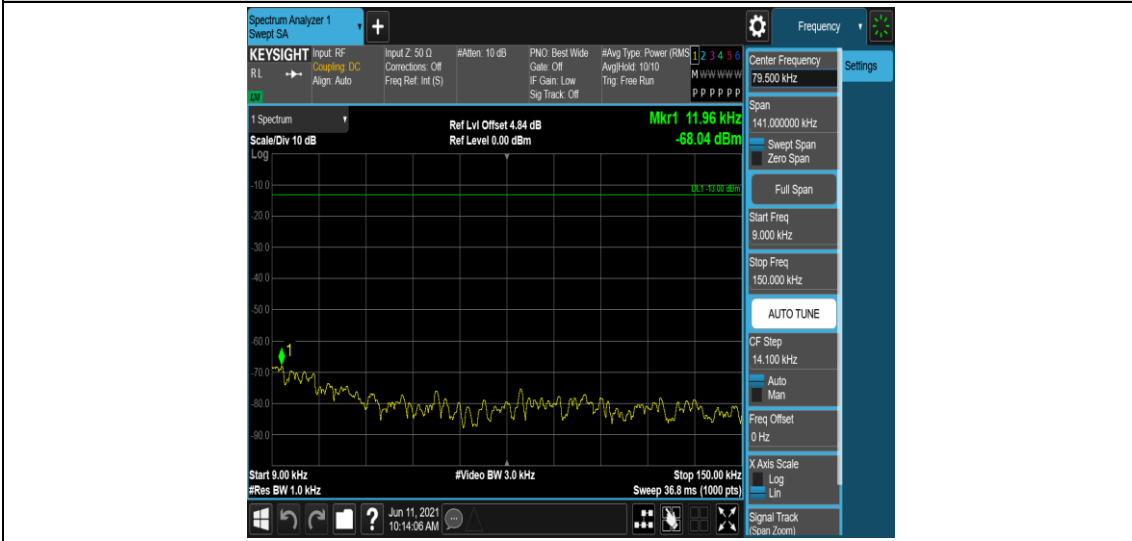 Spectrum Analyzer 1
Swept SA
+
Frequency
KEYSIGHT
RL
Input: RF
Coupling: DC
Align: Auto
Input Z: 50 Ω
Corrections: Off
Freq Ref: Int (S)
#Atten: 10 dB
PNO: Best Wide
Gate: Off
IF Gain: Low
Sig Track: Off
#Avg Type: Power (RMS
Avg|Hold: 10/10
Trig: Free Run
1 2 3 4 5 6
M W W W W W
P P P P P P
1 Spectrum
Scale/Div 10 dB
Log
Ref Lvl Offset 4.84 dB
Ref Level 0.00 dBm
Mkr1 11.96 kHz
-68.04 dBm
DL1 -13.00 dBm
-10.0
-20.0
-30.0
-40.0
-50.0
-60.0
-70.0
-80.0
-90.0
1
Start 9.00 kHz
#Res BW 1.0 kHz
#Video BW 3.0 kHz
Stop 150.00 kHz
Sweep 36.8 ms (1000 pts)
?
Jun 11, 2021
10:14:06 AM
Center Frequency
79.500 kHz
Span
141.000000 kHz
Swept Span
Zero Span
Full Span
Start Freq
9.000 kHz
Stop Freq
150.000 kHz
AUTO TUNE
CF Step
14.100 kHz
Auto
Man
Freq Offset
0 Hz
X Axis Scale
Log
Lin
Signal Track
(Span Zoom)
Settings